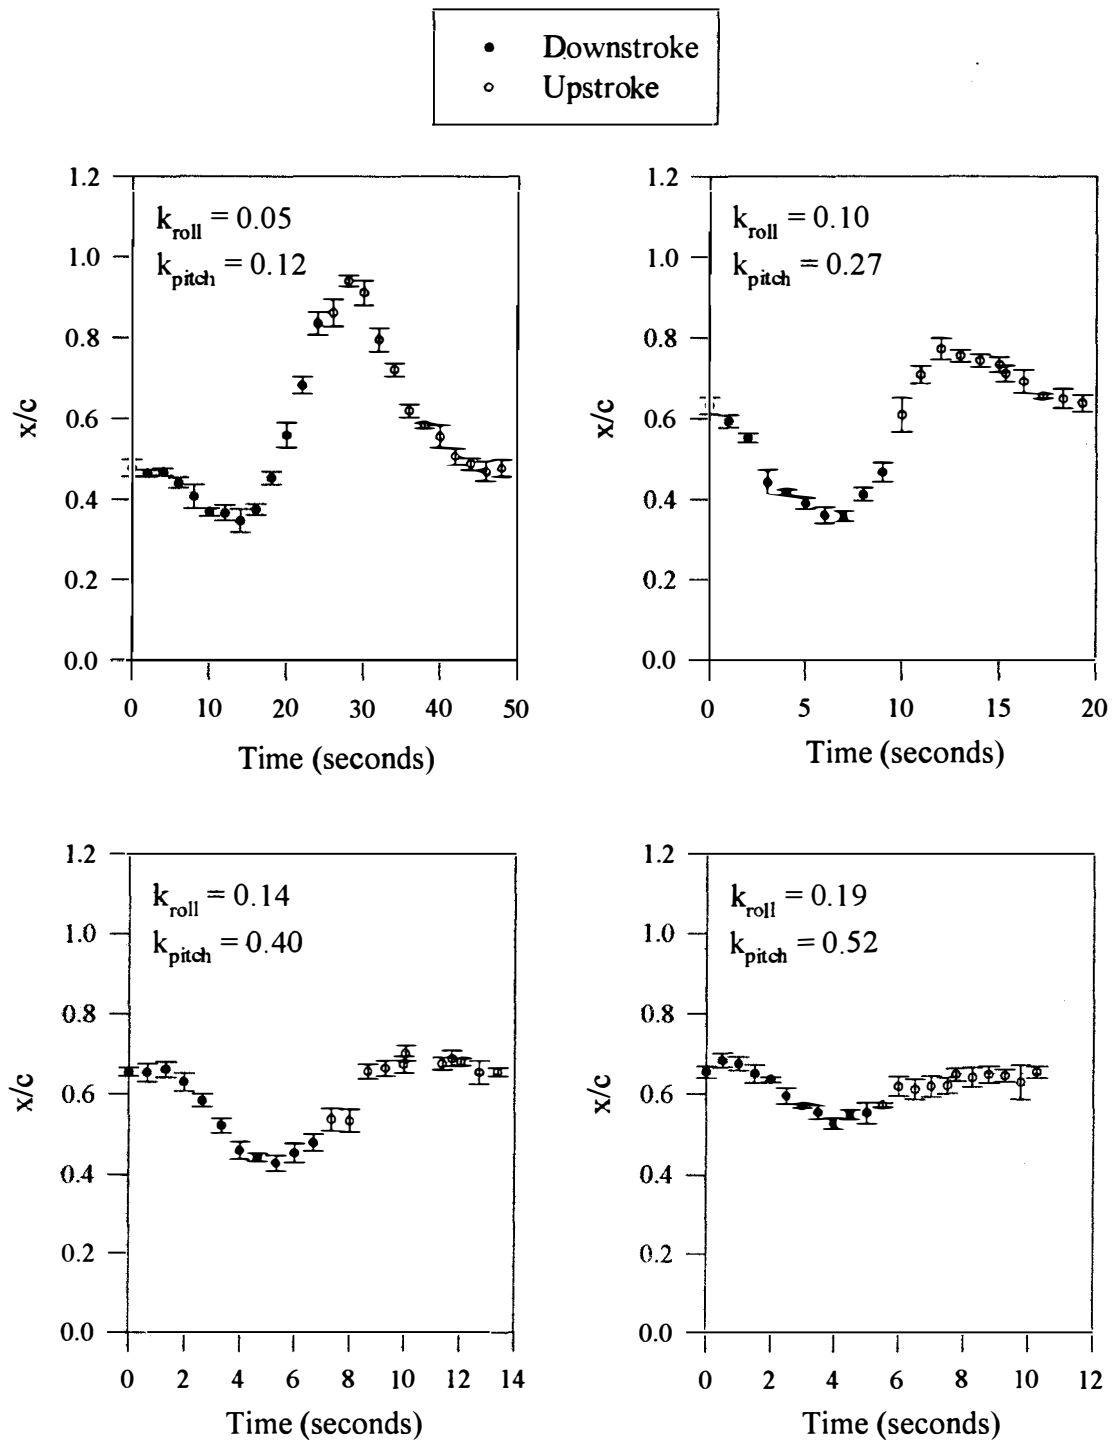 Downstroke
Upstroke
k_roll = 0.05
k_pitch = 0.12
1.2
1.0
0.8
0.6
0.4
0.2
0.0
x/c
0 10 20 30 40 50
Time (seconds)
k_roll = 0.10
k_pitch = 0.27
1.2
1.0
0.8
0.6
0.4
0.2
0.0
x/c
0 5 10 15 20
Time (seconds)
k_roll = 0.14
k_pitch = 0.40
1.2
1.0
0.8
0.6
0.4
0.2
0.0
x/c
0 2 4 6 8 10 12 14
Time (seconds)
k_roll = 0.19
k_pitch = 0.52
1.2
1.0
0.8
0.6
0.4
0.2
0.0
x/c
0 2 4 6 8 10 12
Time (seconds)